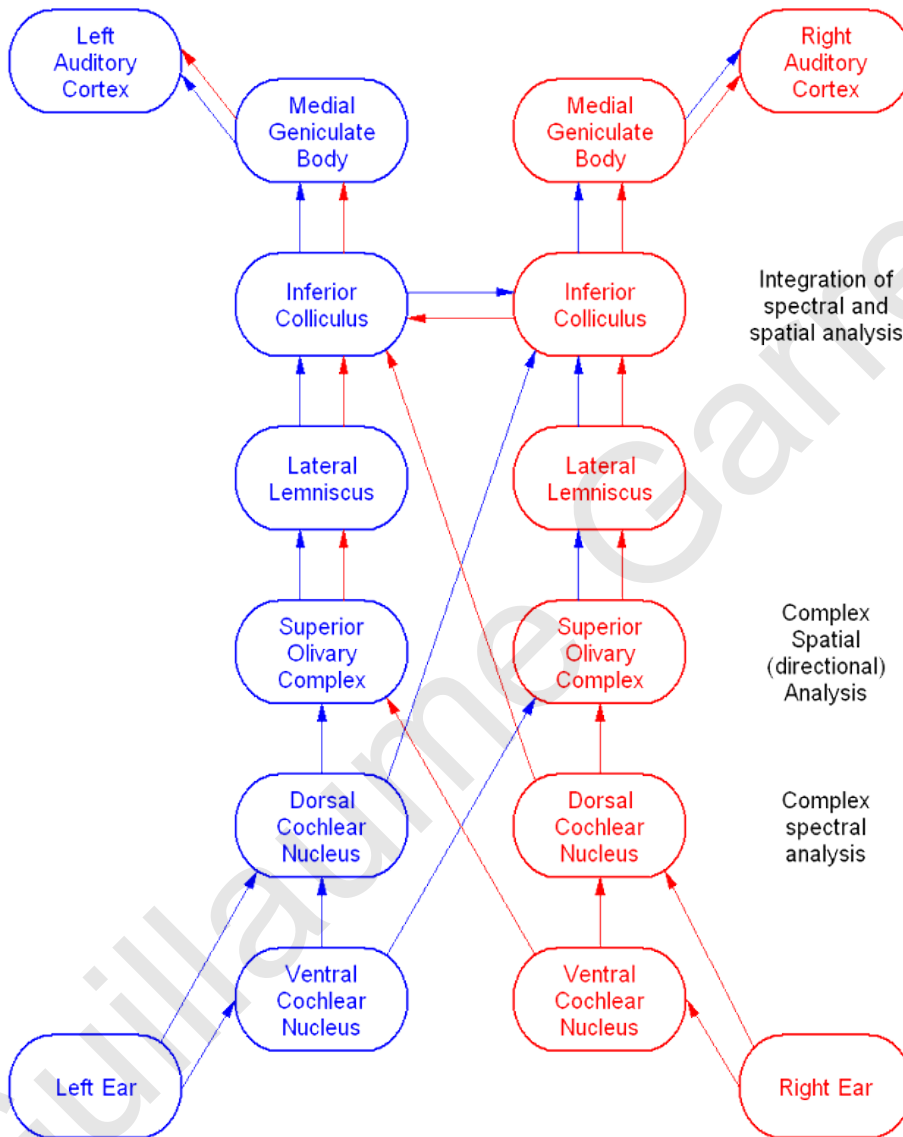 Left
Auditory
Cortex
Right
Auditory
Cortex
Medial
Geniculate
Body
Medial
Geniculate
Body
Inferior
Colliculus
Inferior
Colliculus
Integration of
spectral and
spatial analysis
Lateral
Lemniscus
Lateral
Lemniscus
Superior
Olivary
Complex
Superior
Olivary
Complex
Complex
Spatial
(directional)
Analysis
Dorsal
Cochlear
Nucleus
Dorsal
Cochlear
Nucleus
Complex
spectral
analysis
Ventral
Cochlear
Nucleus
Ventral
Cochlear
Nucleus
Left Ear
Right Ear